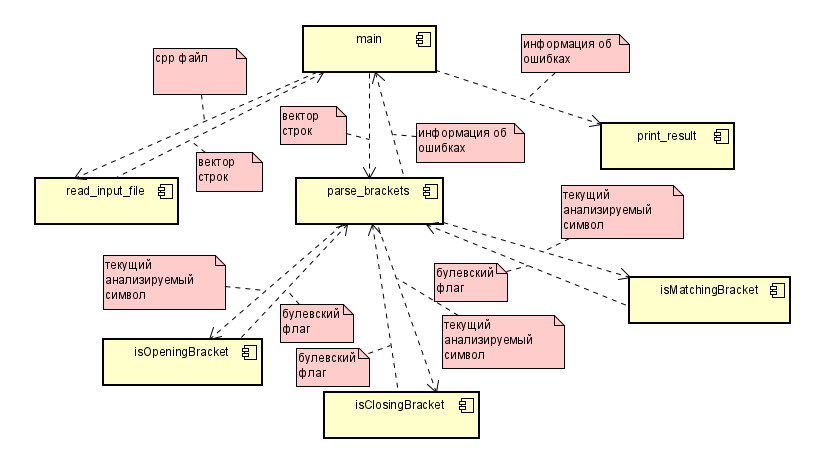 main
информация об
ошибках
cpp файл
вектор
строк
информация об
ошибках
print_result
вектор
строк
read_input_file
parse_brackets
текущий
анализируемый
символ
текущий
анализируемый
символ
булевский
флаг
isMatchingBracket
булевский
флаг
текущий
анализируемый
символ
isOpeningBracket
булевский
флаг
isClosingBracket